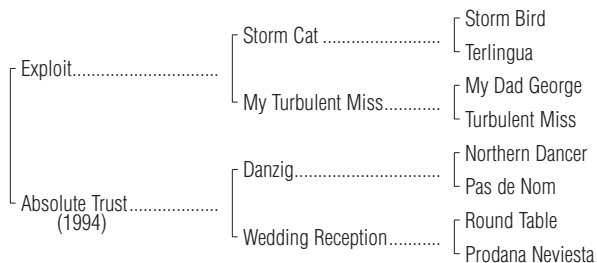 Storm Bird
Storm Cat ........................
Terlingua
Exploit..............................
My Dad George
My Turbulent Miss............
Turbulent Miss
Northern Dancer
Danzig..............................
Pas de Nom
Absolute Trust..................
(1994)
Round Table
Wedding Reception...........
Prodana Neviesta